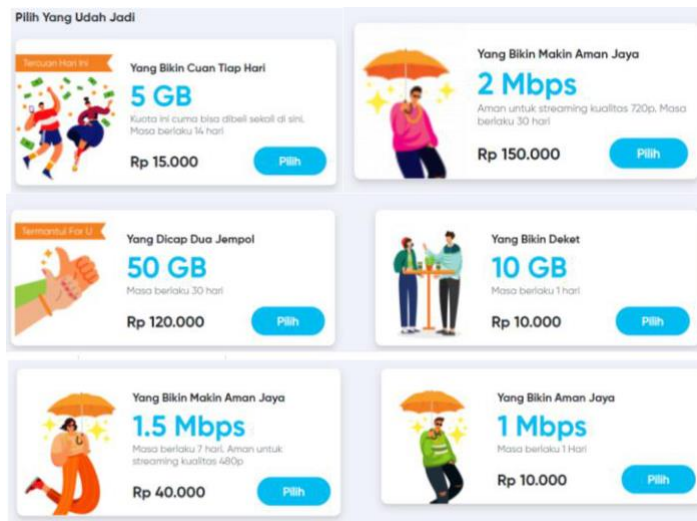 Pilih Yang Udah Jadi
Tercuan Hari Ini
Yang Bikin Cuan Tiap Hari
5 GB
Kuota ini cuma bisa dibeli sekali di sini.
Masa berlaku 14 hari
Rp 15.000
Pilih
Yang Bikin Makin Aman Jaya
2 Mbps
Aman untuk streaming kualitas 720p. Masa
berlaku 30 hari
Rp 150.000
Pilih
Termantul For U
Yang Dicap Dua Jempol
50 GB
Masa berlaku 30 hari
Rp 120.000
Pilih
Yang Bikin Deket
10 GB
Masa berlaku 1 hari
Rp 10.000
Pilih
Yang Bikin Makin Aman Jaya
1.5 Mbps
Masa berlaku 7 hari. Aman untuk
streaming kualitas 480p
Rp 40.000
Pilih
Yang Bikin Aman Jaya
1 Mbps
Masa berlaku 1 Hari
Rp 10.000
Pilih